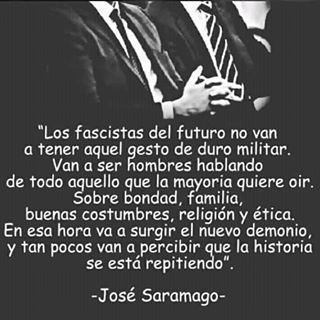 “Los fascistas del futuro no van
a tener aquel gesto de duro militar.
Van a ser hombres hablando
de todo aquello que la mayoria quiere oir.
Sobre bondad, familia,
buenas costumbres, religión y ética.
En esa hora va a surgir el nuevo demonio,
y tan pocos van a percibir que la historia
se está repitiendo”.
-José Saramago-